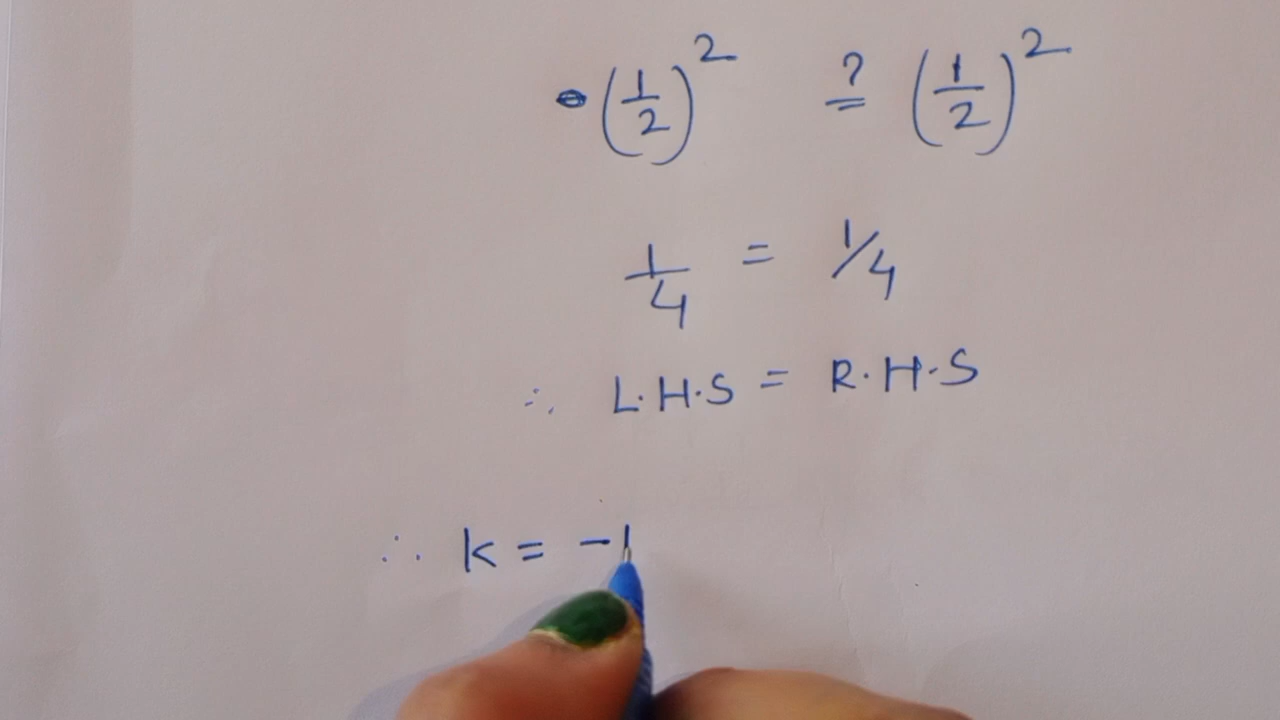 (1/2)² ?= (1/2)²
1/4 = 1/4
∴ L.H.S = R.H.S
∴ k = -1